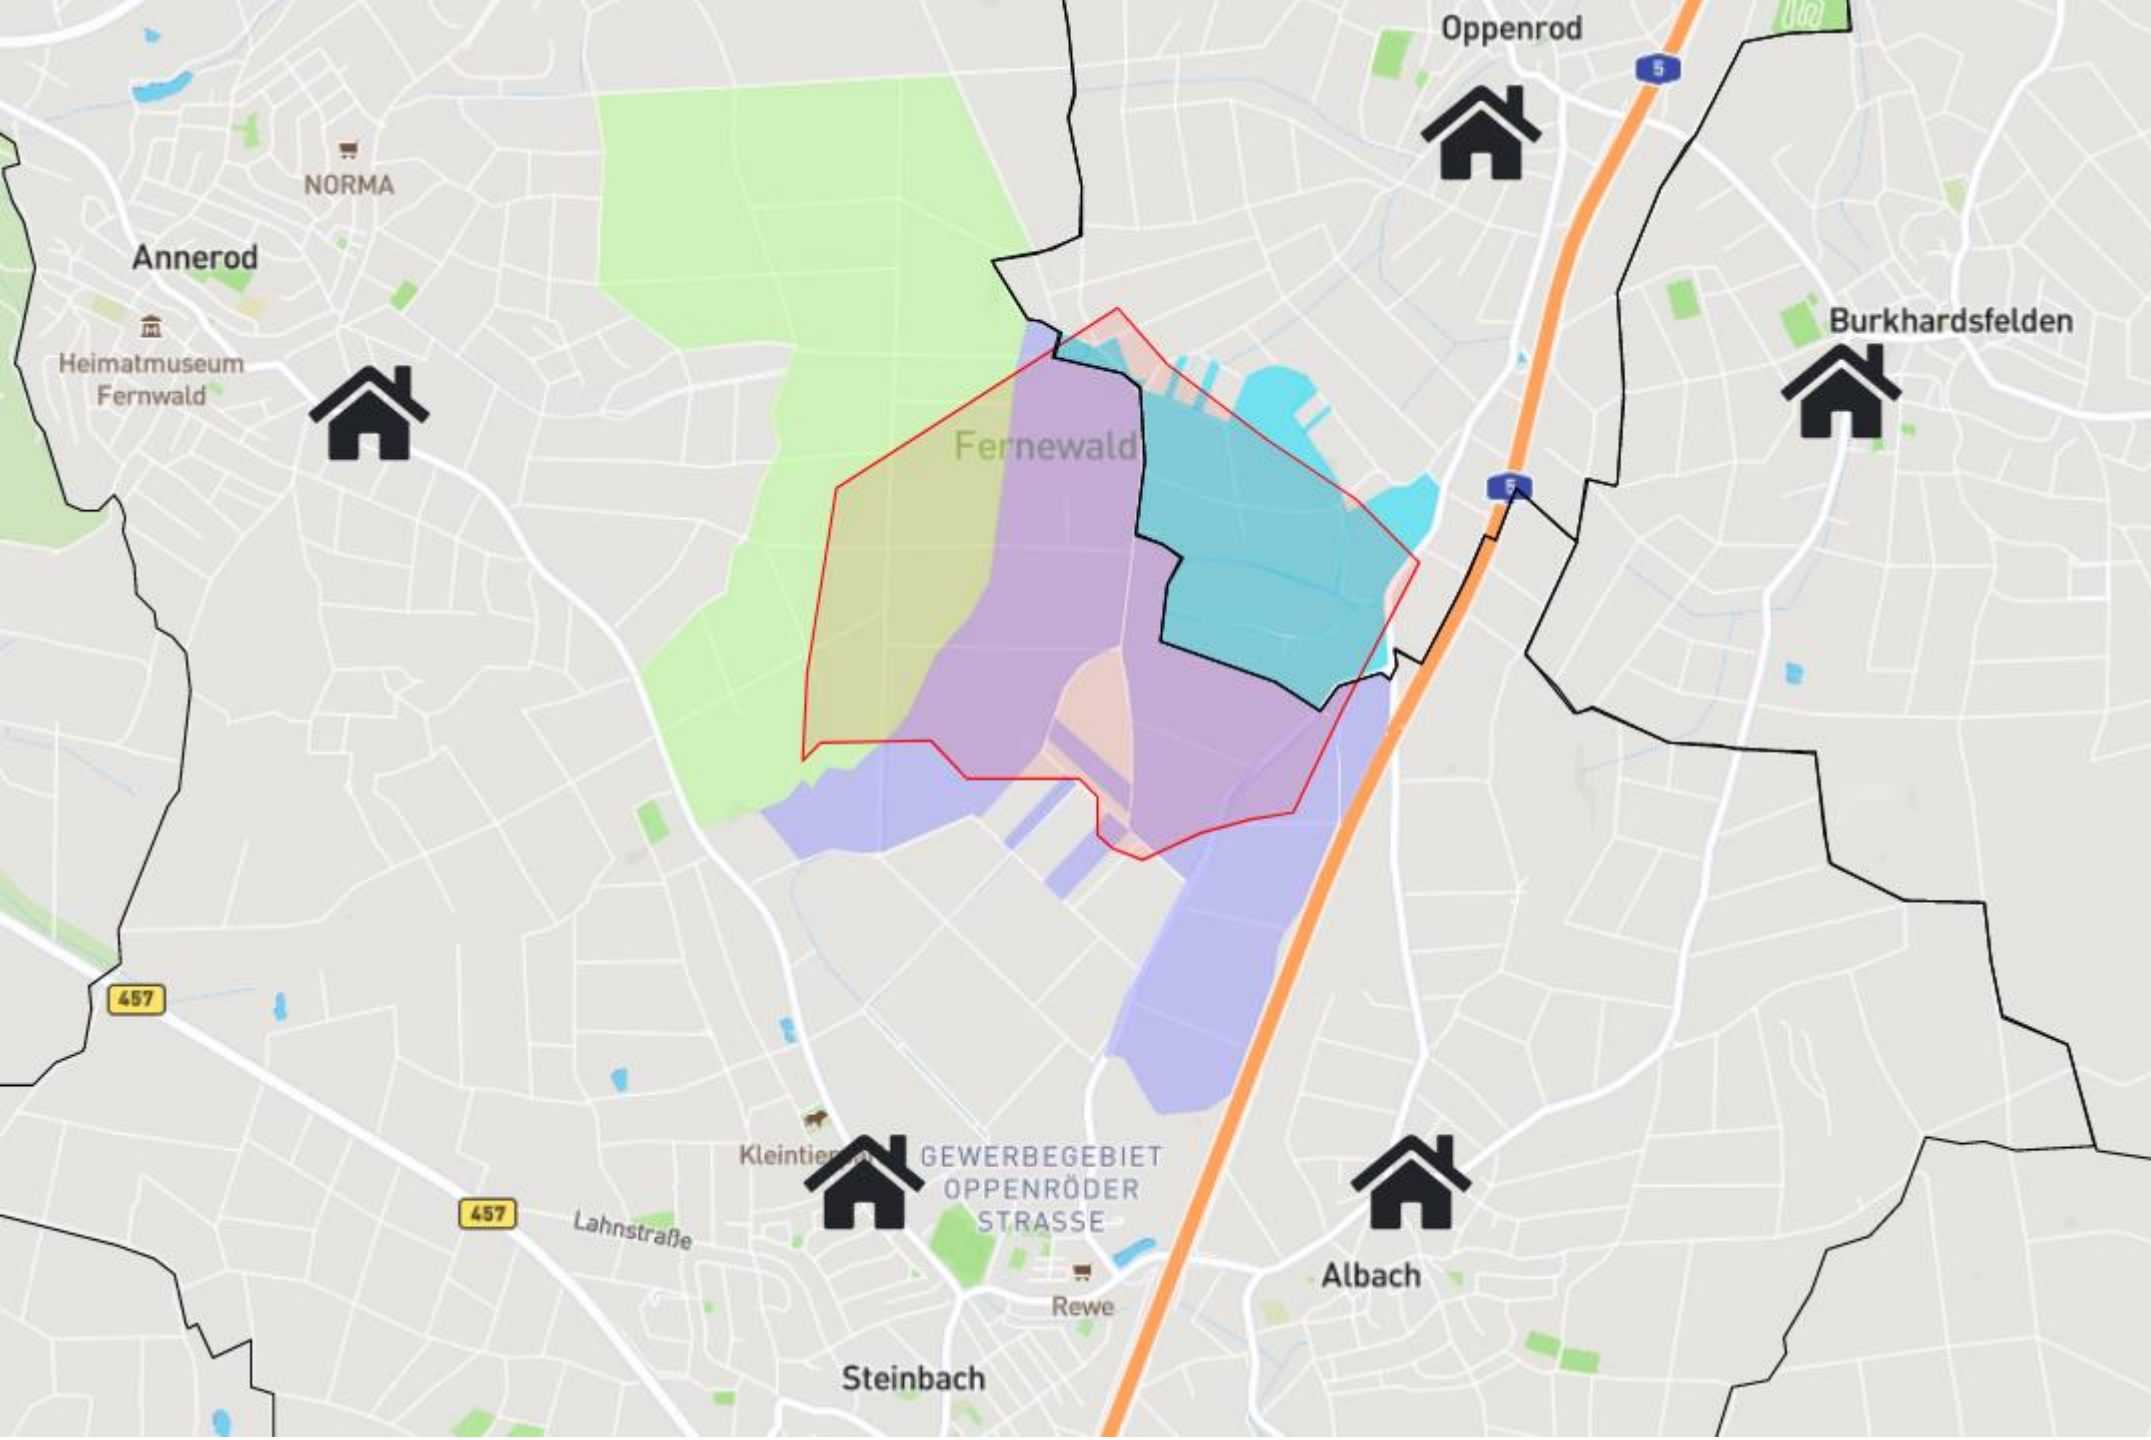 Oppenrod
5
NORMA
Annerod
Burkhardsfelden
Heimatmuseum
Fernwald
Fernewald
5
457
Kleintier
GEWERBEGEBIET
OPPENRÖDER
STRASSE
457
Lahnstraße
Albach
Rewe
Steinbach